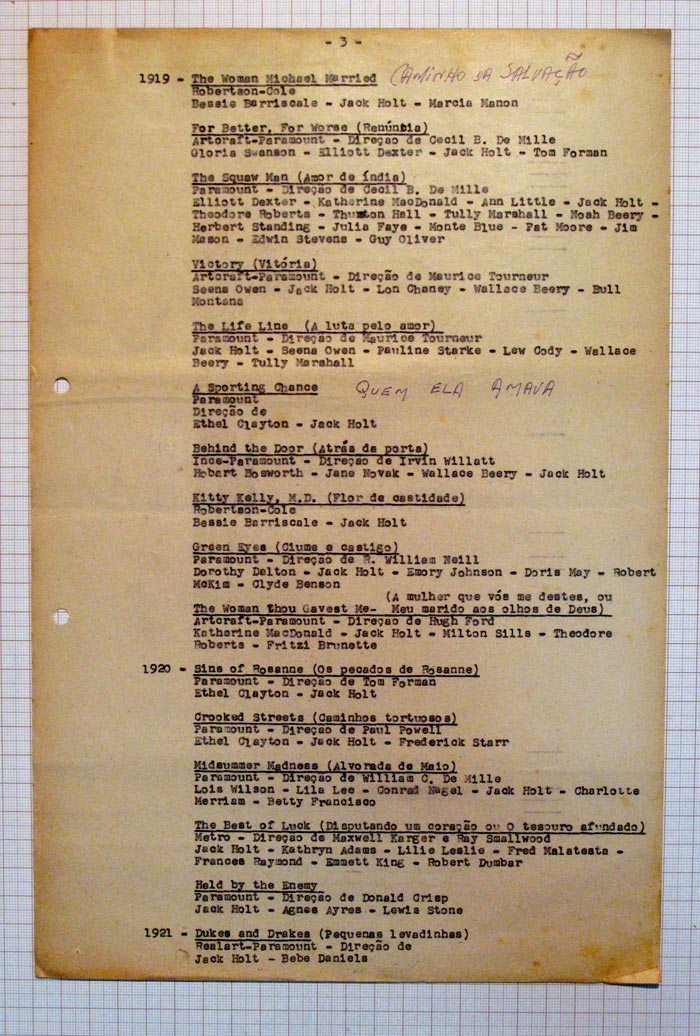 - 3 -
1919 - The Woman Michael Married CAMINHO DA SALVAÇÃO
Robertson-Cole
Bessie Barriscale - Jack Holt - Marcia Manon
For Better, For Worse (Renúntia)
Artcraft-Paramount - Direçao de Cecil B. De Mille
Gloria Swanson - Elliott Dexter - Jack Holt - Tom Forman
The Squaw Man (Amor de índia)
Paramount - Direçao de Cecil B. De Mille
Elliott Dexter - Katherine MacDonald - Ann Little - Jack Holt -
Theodore Roberts - Thurston Hall - Tully Marshall - Noah Beery -
Herbert Standing - Julia Faye - Monte Blue - Pat Moore - Jim
Mason - Edwin Stevens - Guy Oliver
Victory (Vitória)
Artcraft-Paramount - Direção de Maurice Tourneur
Seena Owen - Jack Holt - Lon Chaney - Wallace Beery - Bull
Montana
The Life Line (A luta pelo amor)
Paramount - Direçao de Maurice Tourneur
Jack Holt - Seena Owen - Pauline Starke - Lew Cody - Wallace
Beery - Tully Marshall
A Sporting Chance QUEM ELA AMAVA
Paramount
Direção de
Ethel Clayton - Jack Holt
Behind the Door (Atrás da porta)
Ince-Paramount - Direçao de Irvin Willatt
Hobart Bosworth - Jane Novak - Wallace Beery - Jack Holt
Kitty Kelly, M.D. (Flor de castidade)
Robertson-Cole
Bessie Barriscale - Jack Holt
Green Eyes (Ciume e castigo)
Paramount - Direçao de R. William Neill
Dorothy Dalton - Jack Holt - Emory Johnson - Doris May - Robert
McKim - Clyde Benson
(A mulher que vós me destes, ou
The Woman thou Gavest Me- Meu marido aos olhos de Deus)
Artcraft-Paramount - Direçao de Hugh Ford
Katherine MacDonald - Jack Holt - Milton Sills - Theodore
Roberts - Fritzi Brunette
1920 - Sins of Rosanne (Os pecados de Rosanne)
Paramount - Direçao de Tom Forman
Ethel Clayton - Jack Holt
Crooked Streets (Caminhos tortuosos)
Paramount - Direçao de Paul Powell
Ethel Clayton - Jack Holt - Frederick Starr
Midsummer Madness (Alvorada de Maio)
Paramount - Direçao de William C. De Mille
Lois Wilson - Lila Lee - Conrad Nagel - Jack Holt - Charlotte
Merriam - Betty Francisco
The Best of Luck (Disputando um coração ou O tesouro afundado)
Metro - Direçao de Maxwell Karger e Ray Smallwood
Jack Holt - Kathryn Adams - Lilie Leslie - Fred Malatesta -
Frances Raymond - Emmett King - Robert Dumbar
Held by the Enemy
Paramount - Direçao de Donald Crisp
Jack Holt - Agnes Ayres - Lewis Stone
1921 - Dukes and Drakes (Pequenas levadinhas)
Realart-Paramount - Direção de
Jack Holt - Bebe Daniels